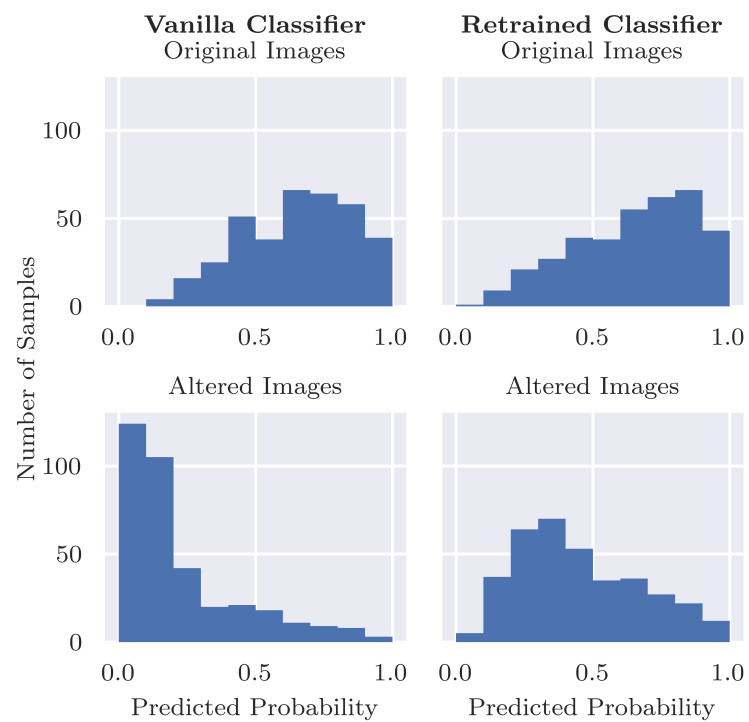 Vanilla Classifier
Original Images
Retrained Classifier
Original Images
Number of Samples
100
50
0
0.0 0.5 1.0
0.0 0.5 1.0
Altered Images
Altered Images
100
50
0
0.0 0.5 1.0
0.0 0.5 1.0
Predicted Probability
Predicted Probability